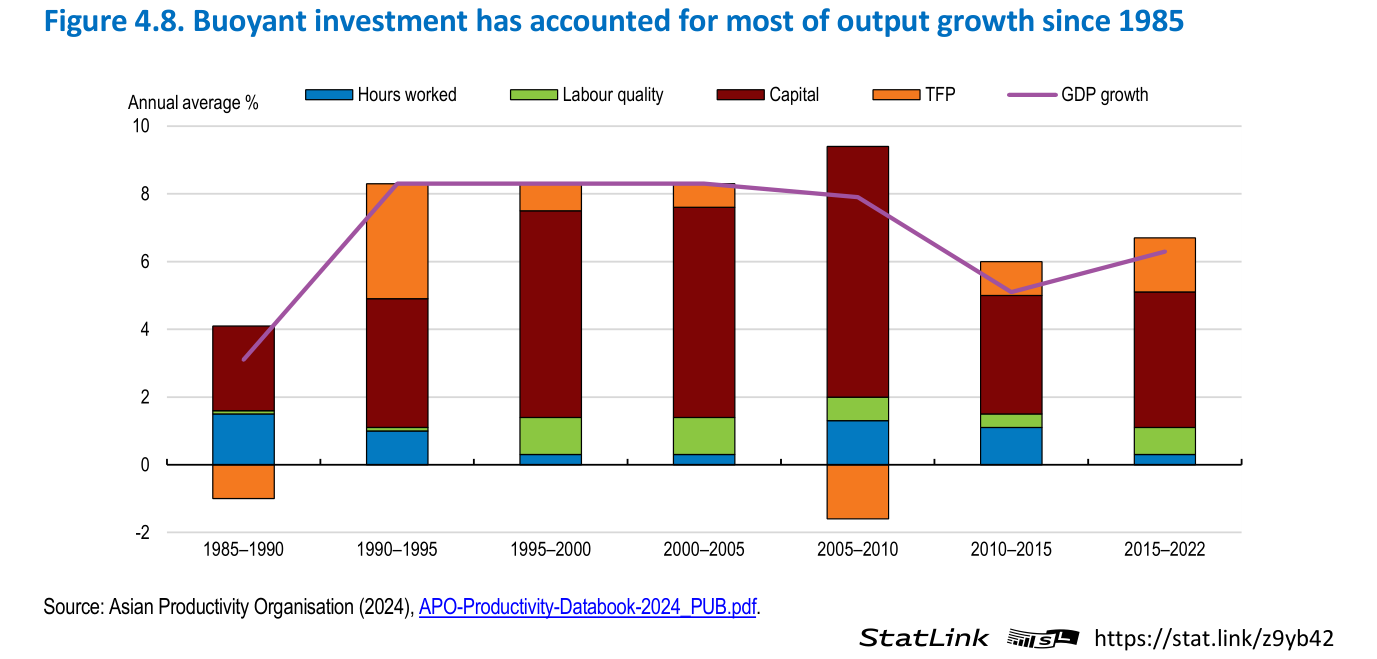 Figure 4.8. Buoyant investment has accounted for most of output growth since 1985
Annual average %
Hours worked
Labour quality
Capital
TFP
GDP growth
10
8
6
4
2
0
-2
1985–1990
1990–1995
1995–2000
2000–2005
2005–2010
2010–2015
2015–2022
Source: Asian Productivity Organisation (2024), APO-Productivity-Databook-2024_PUB.pdf.
StatLink SL https://stat.link/z9yb42